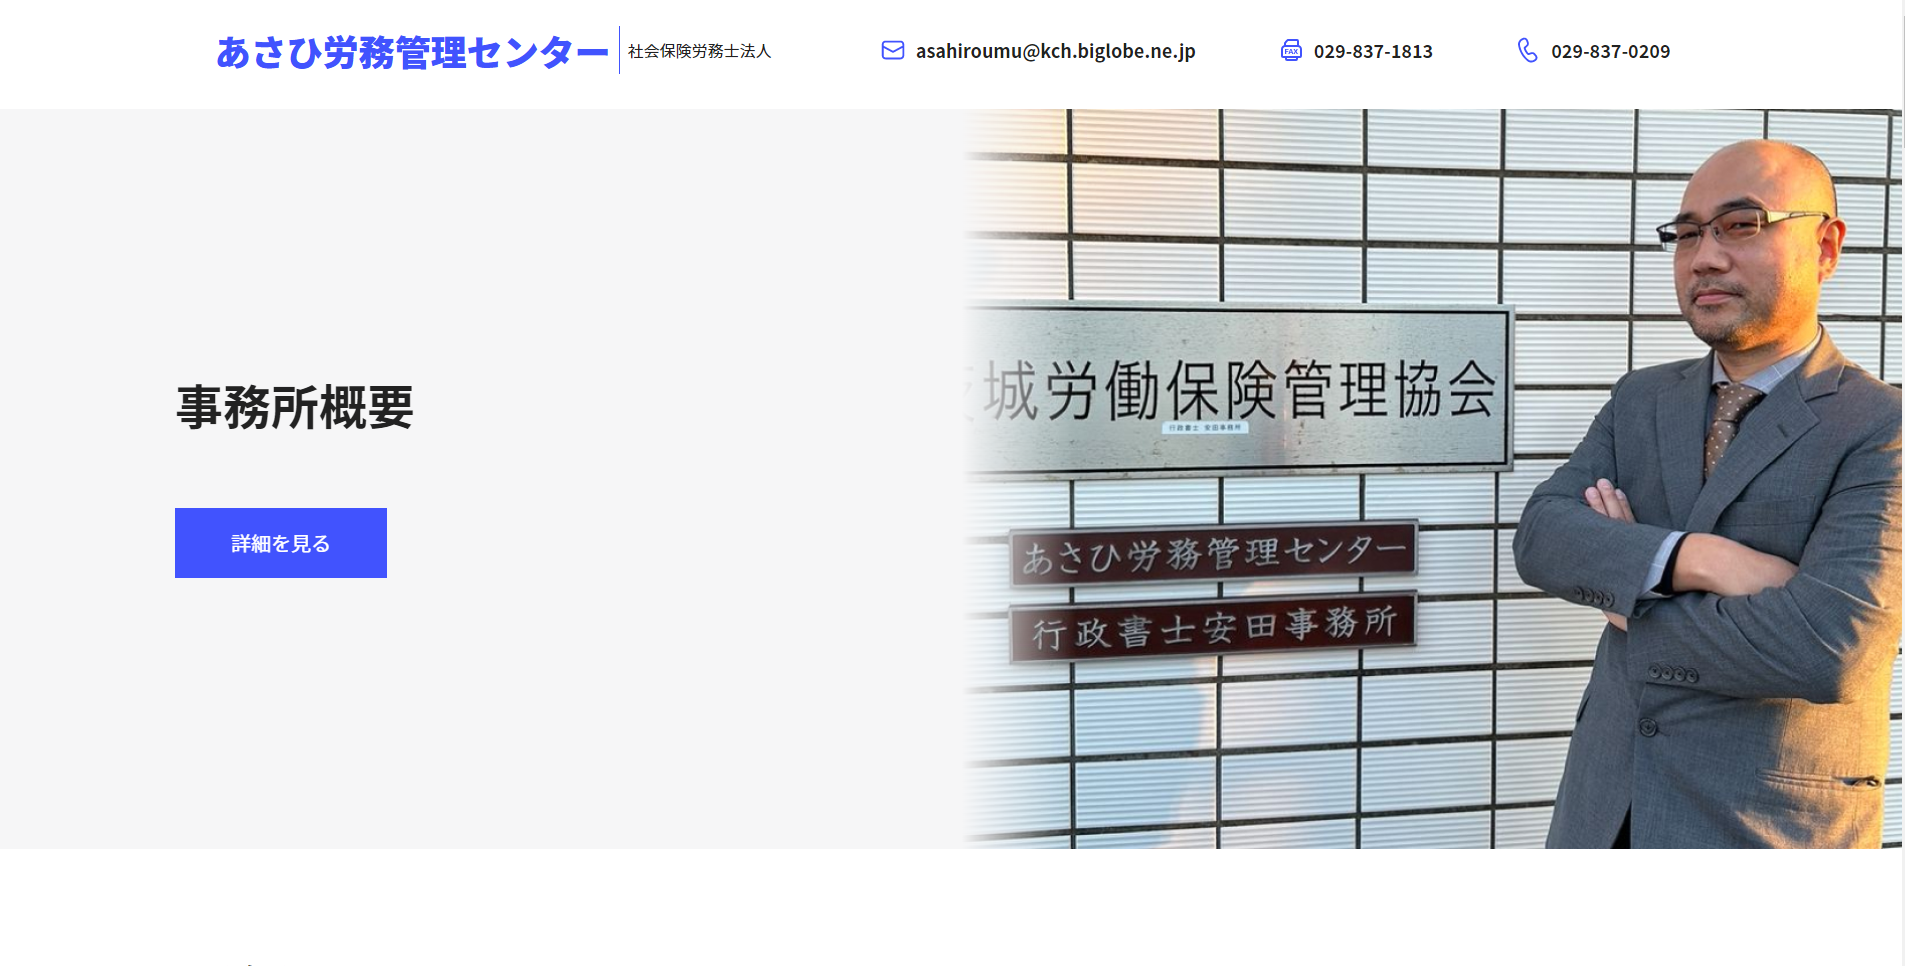 あさひ労務管理センター
社会保険労務士法人
asahiroumu@kch.biglobe.ne.jp
FAX
029-837-1813
029-837-0209
事務所概要
詳細を見る
城労働保険管理協会
行政書士 安田事務所
あさひ労務管理センター
行政書士安田事務所